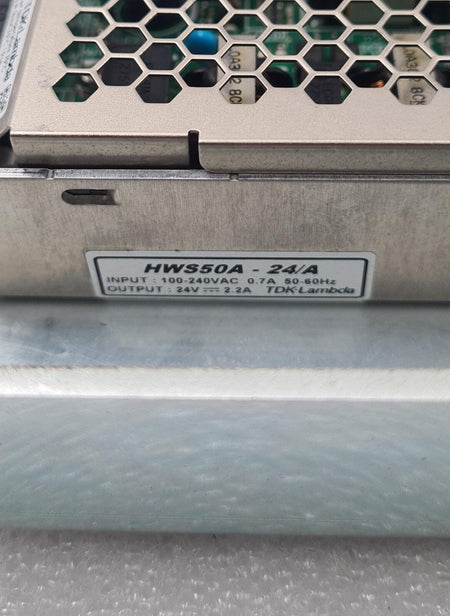 HWS50A - 24/A
INPUT : 100-240VAC 0.7A 50-60Hz
OUTPUT : 24V ⎓ 2.2A TDK-Lambda